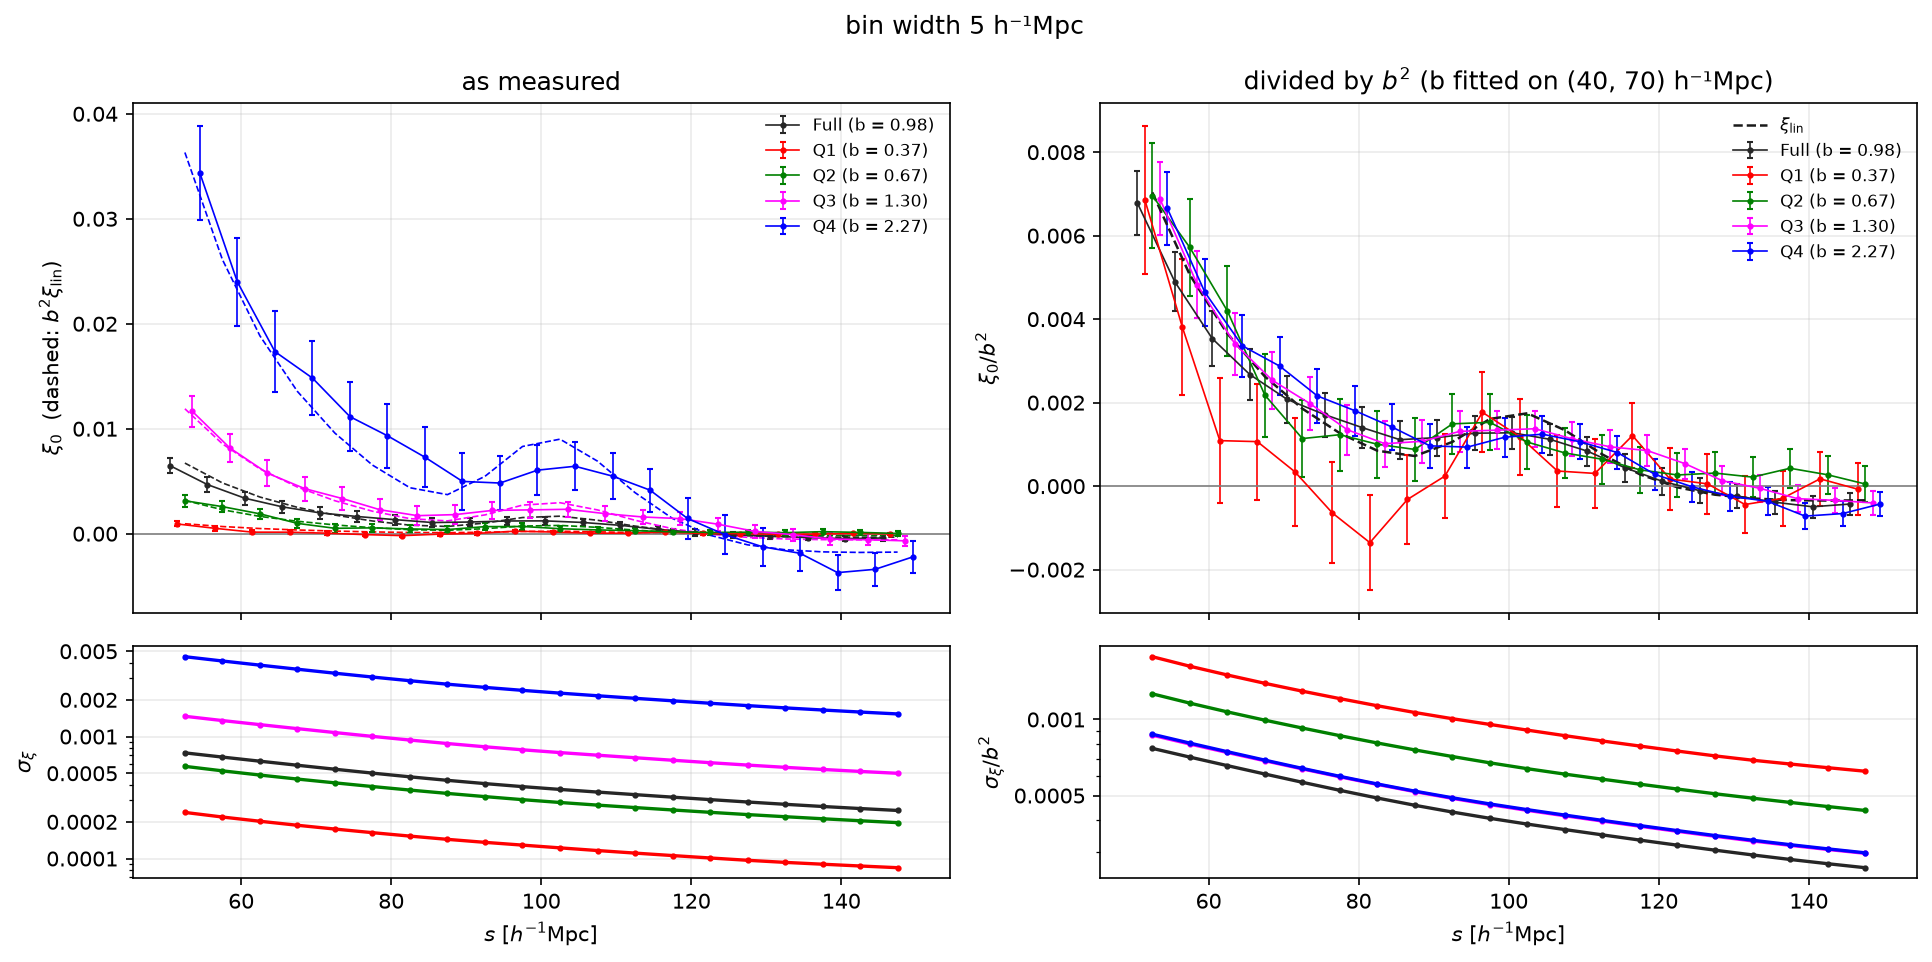 bin width 5 h⁻¹Mpc
as measured
0.04
0.03
0.02
0.01
0.00
ξ₀ (dashed: b²ξ_lin)
Full (b = 0.98)
Q1 (b = 0.37)
Q2 (b = 0.67)
Q3 (b = 1.30)
Q4 (b = 2.27)
divided by b² (b fitted on (40, 70) h⁻¹Mpc)
0.008
0.006
0.004
0.002
0.000
−0.002
ξ₀/b²
ξ_lin
Full (b = 0.98)
Q1 (b = 0.37)
Q2 (b = 0.67)
Q3 (b = 1.30)
Q4 (b = 2.27)
0.005
0.002
0.001
0.0005
0.0002
0.0001
σ_ξ
60 80 100 120 140
s [h⁻¹Mpc]
0.001
0.0005
σ_ξ/b²
60 80 100 120 140
s [h⁻¹Mpc]